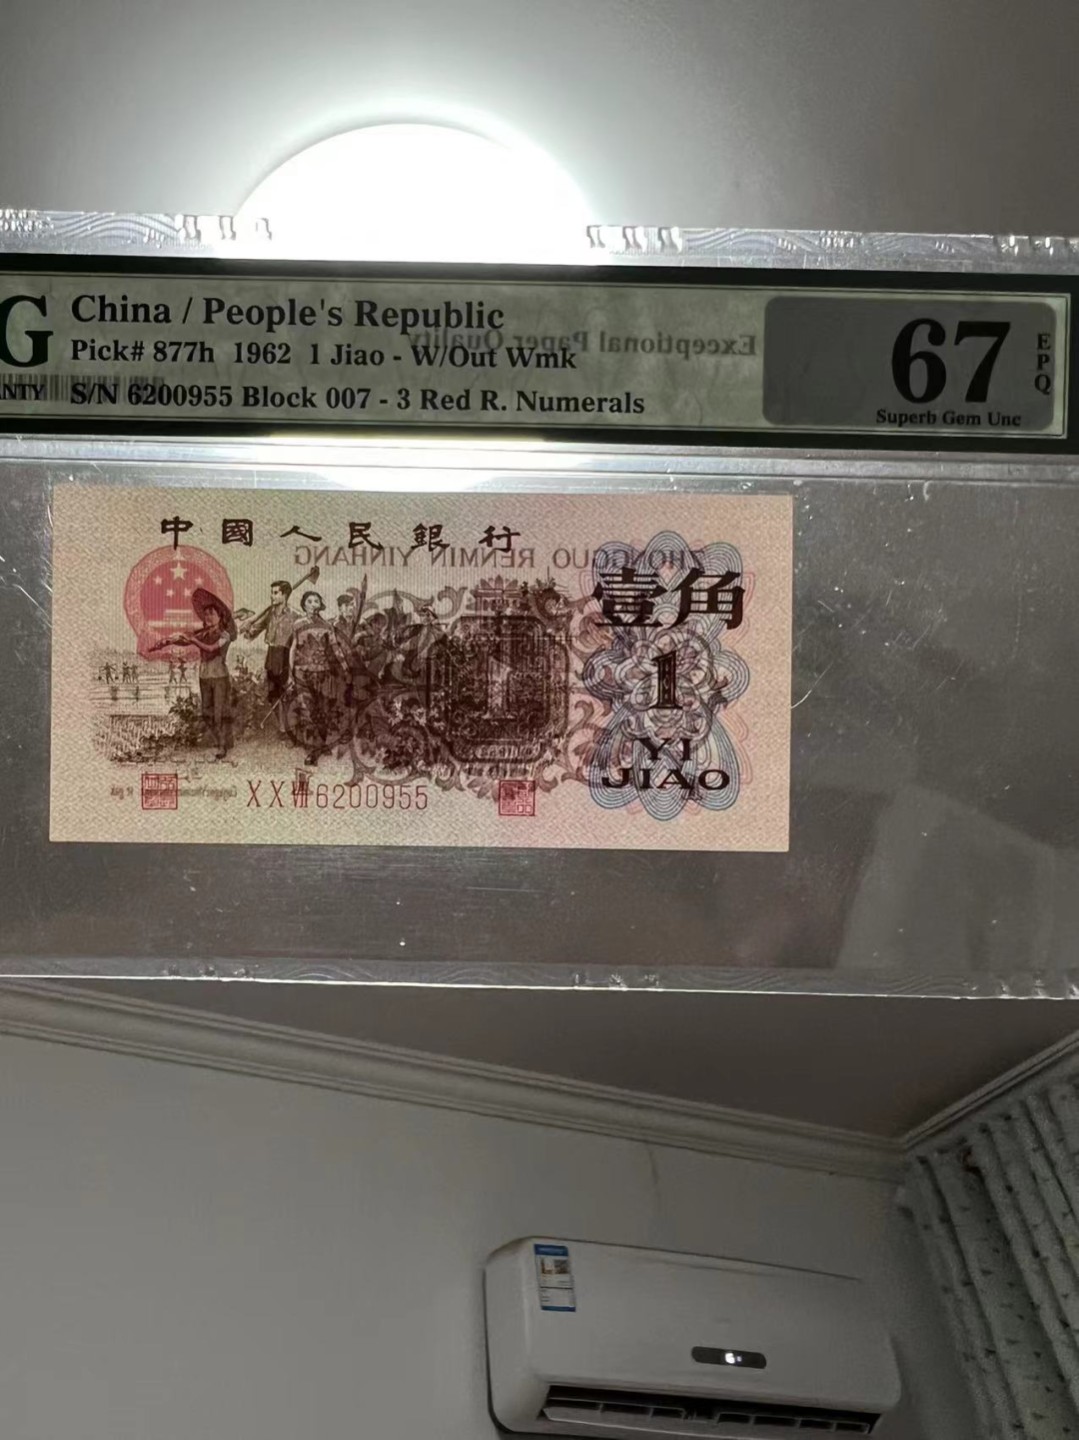 G
China / People's Republic
Pick# 877h 1962 1 Jiao - W/Out Wmk
Exceptional Paper Quality
NTY S/N 6200955 Block 007 - 3 Red R. Numerals
67
EPQ
Superb Gem Unc
中國人民銀行
ZHONGGUO RENMIN YINHANG
壹角
1
YI
JIAO
6200955